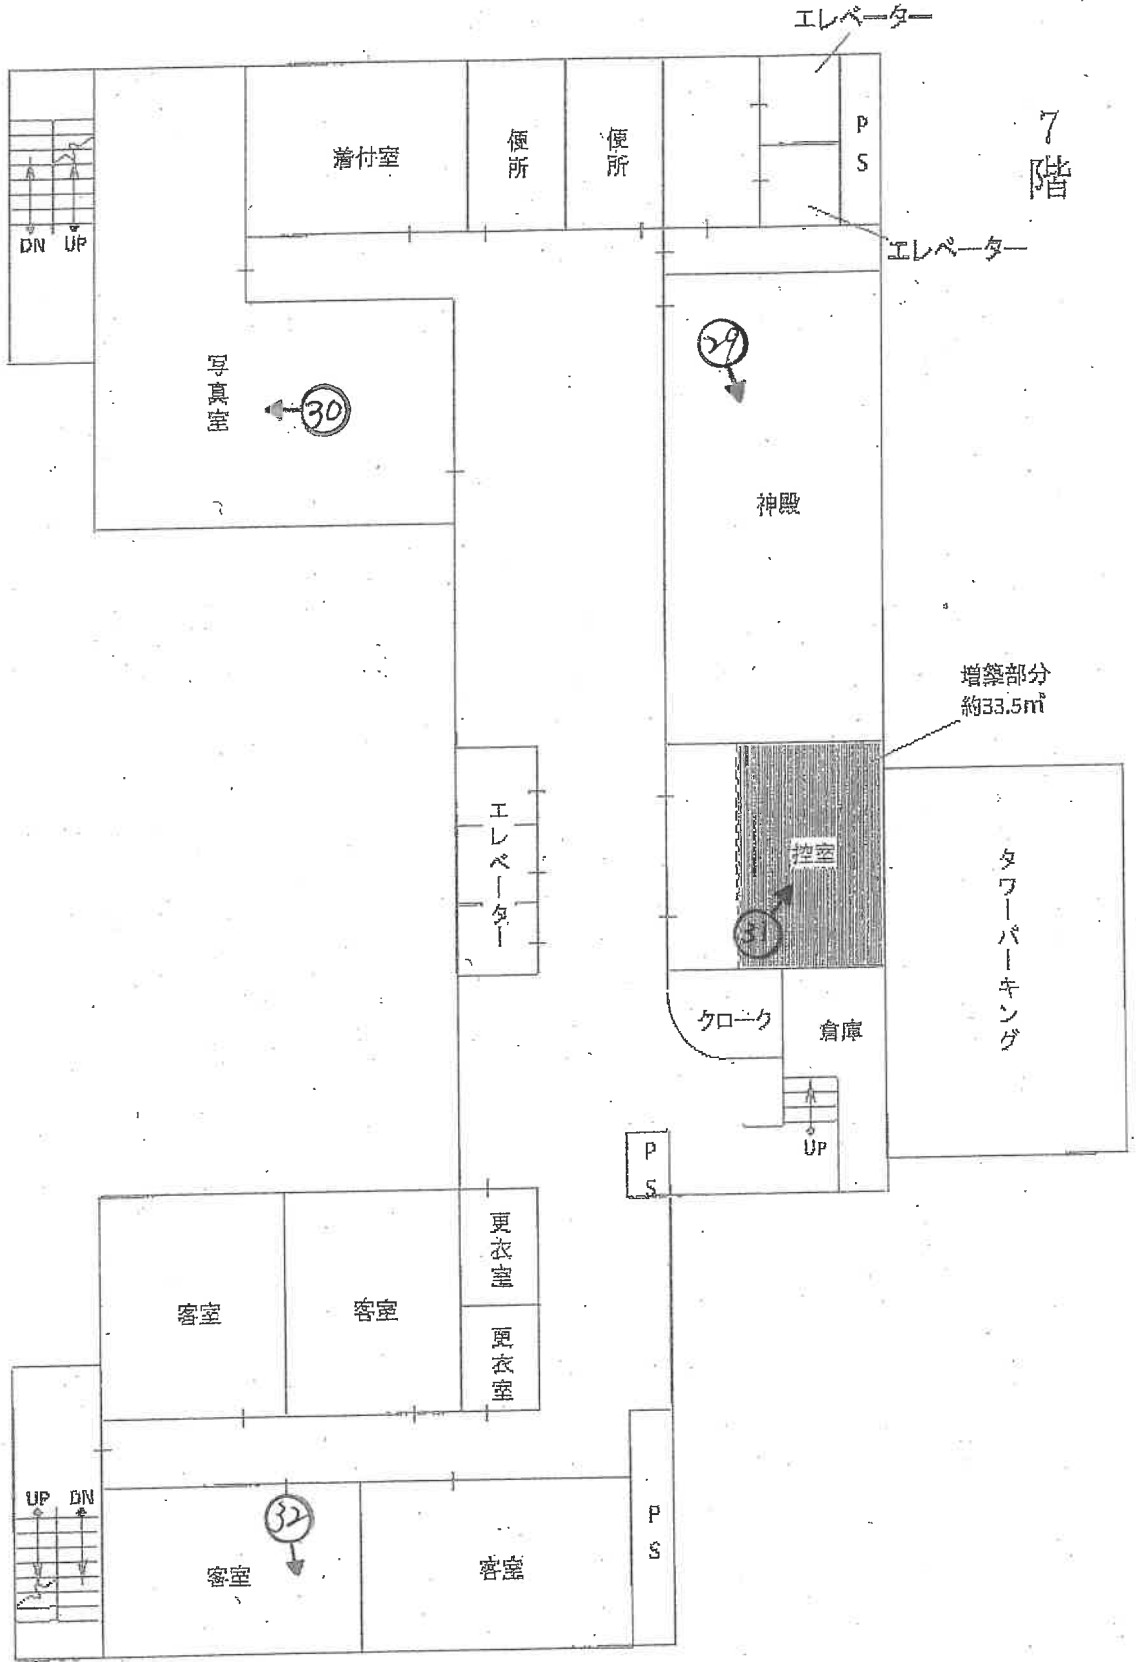 エレベーター
7階
着付室
便所
便所
PS
DN UP
エレベーター
写真室
29
30
神殿
増築部分
約33.5㎡
エレベーター
控室
31
タワーパーキング
クローク
倉庫
UP
PS
更衣室
客室
客室
更衣室
UP DN
32
客室
客室
PS